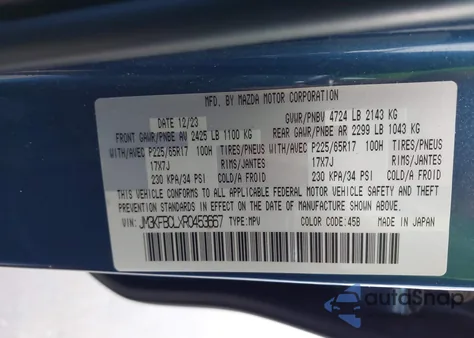 MFD. BY MAZDA MOTOR CORPORATION
DATE 12/23 GVWR/PNBV 4724 LB 2143 KG
FRONT GAWR/PNBE AV 2425 LB 1100 KG REAR GAWR/PNBE AR 2299 LB 1043 KG
WITH/AVEC P225/65R17 100H TIRES/PNEUS WITH/AVEC P225/65R17 100H TIRES/PNEUS
17X7J RIMS/JANTES 17X7J RIMS/JANTES
230 KPA/34 PSI COLD/A FROID 230 KPA/34 PSI COLD/A FROID
THIS VEHICLE CONFORMS TO ALL APPLICABLE FEDERAL MOTOR VEHICLE SAFETY AND THEFT
PREVENTION STANDARDS IN EFFECT ON THE DATE OF MANUFACTURE SHOWN ABOVE.
VIN: JM3KFBCLXR0453667 TYPE: MPV COLOR CODE: 45B MADE IN JAPAN
autoSnap